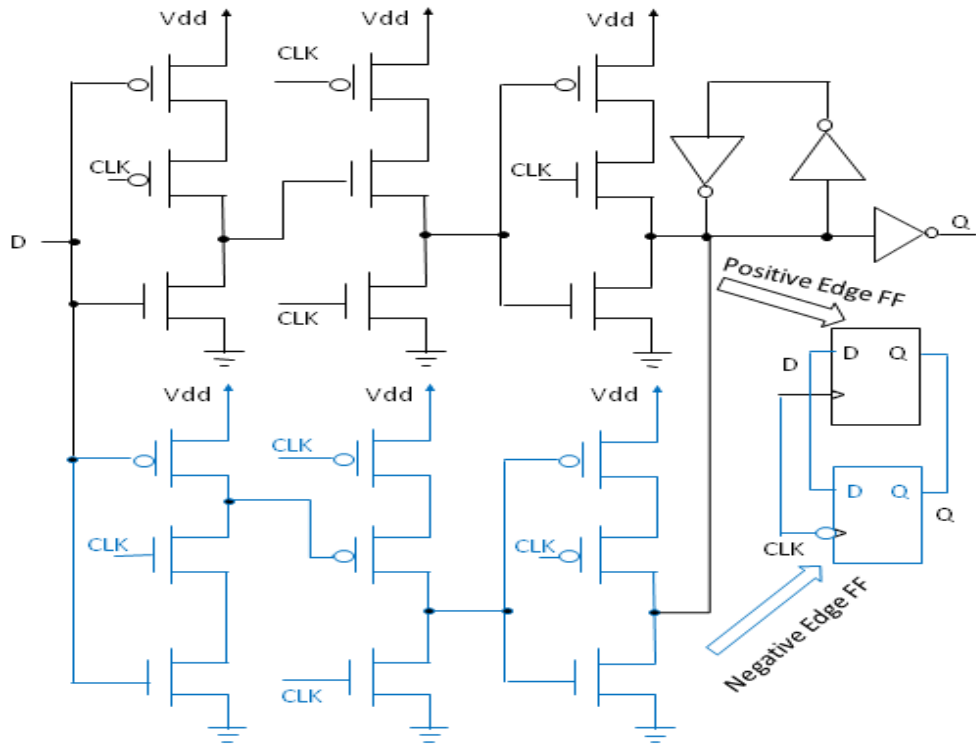 Vdd
Vdd
Vdd
CLK
CLK
CLK
D
Q
CLK
Positive Edge FF
D
D Q
Vdd
Vdd
Vdd
CLK
D Q
Q
CLK
CLK
CLK
CLK
Negative Edge FF